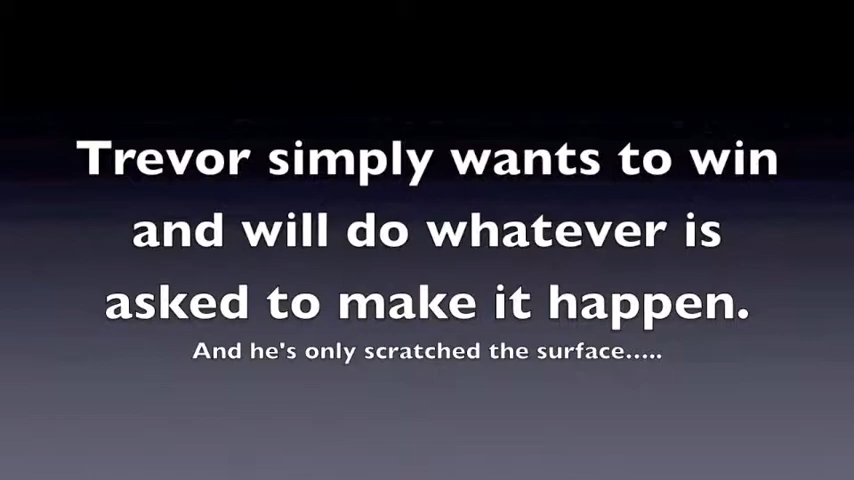 Trevor simply wants to win
and will do whatever is
asked to make it happen.
And he's only scratched the surface.....